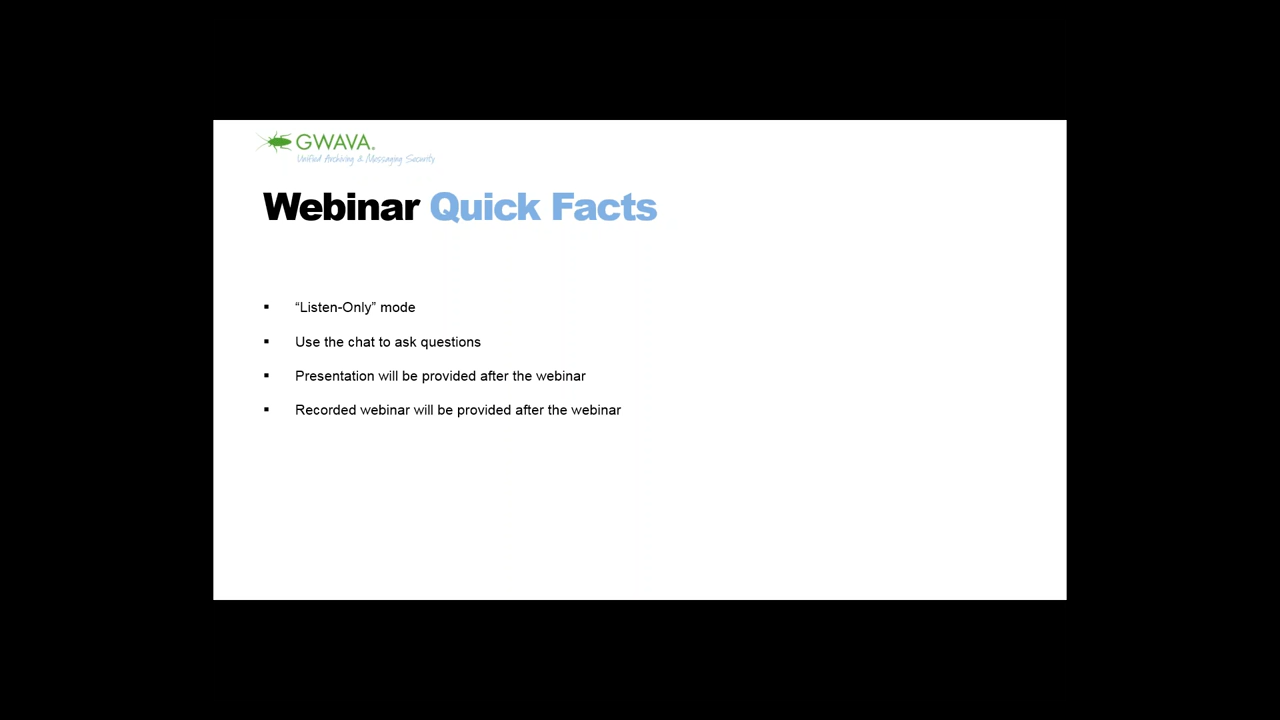 GWAVA.
Unified Archiving & Messaging Security
Webinar Quick Facts
▪ “Listen-Only” mode
▪ Use the chat to ask questions
▪ Presentation will be provided after the webinar
▪ Recorded webinar will be provided after the webinar